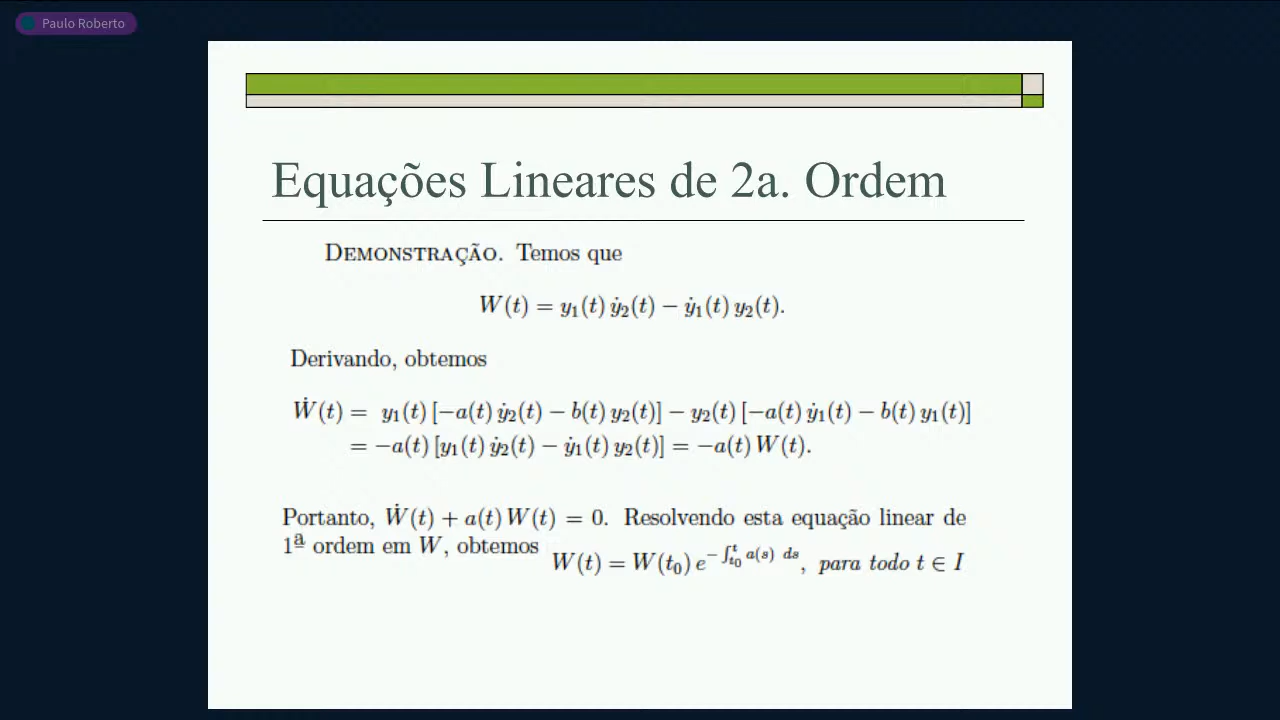 Paulo Roberto
Equações Lineares de 2a. Ordem
Demonstração. Temos que
W(t) = y₁(t) ẏ₂(t) − ẏ₁(t) y₂(t).
Derivando, obtemos
Ẇ(t) = y₁(t) [−a(t) ẏ₂(t) − b(t) y₂(t)] − y₂(t) [−a(t) ẏ₁(t) − b(t) y₁(t)]
= −a(t) [y₁(t) ẏ₂(t) − ẏ₁(t) y₂(t)] = −a(t) W(t).
Portanto, Ẇ(t) + a(t) W(t) = 0. Resolvendo esta equação linear de
1ª ordem em W, obtemos
W(t) = W(t₀) e^{−∫_{t₀}^{t} a(s) ds}, para todo t ∈ I